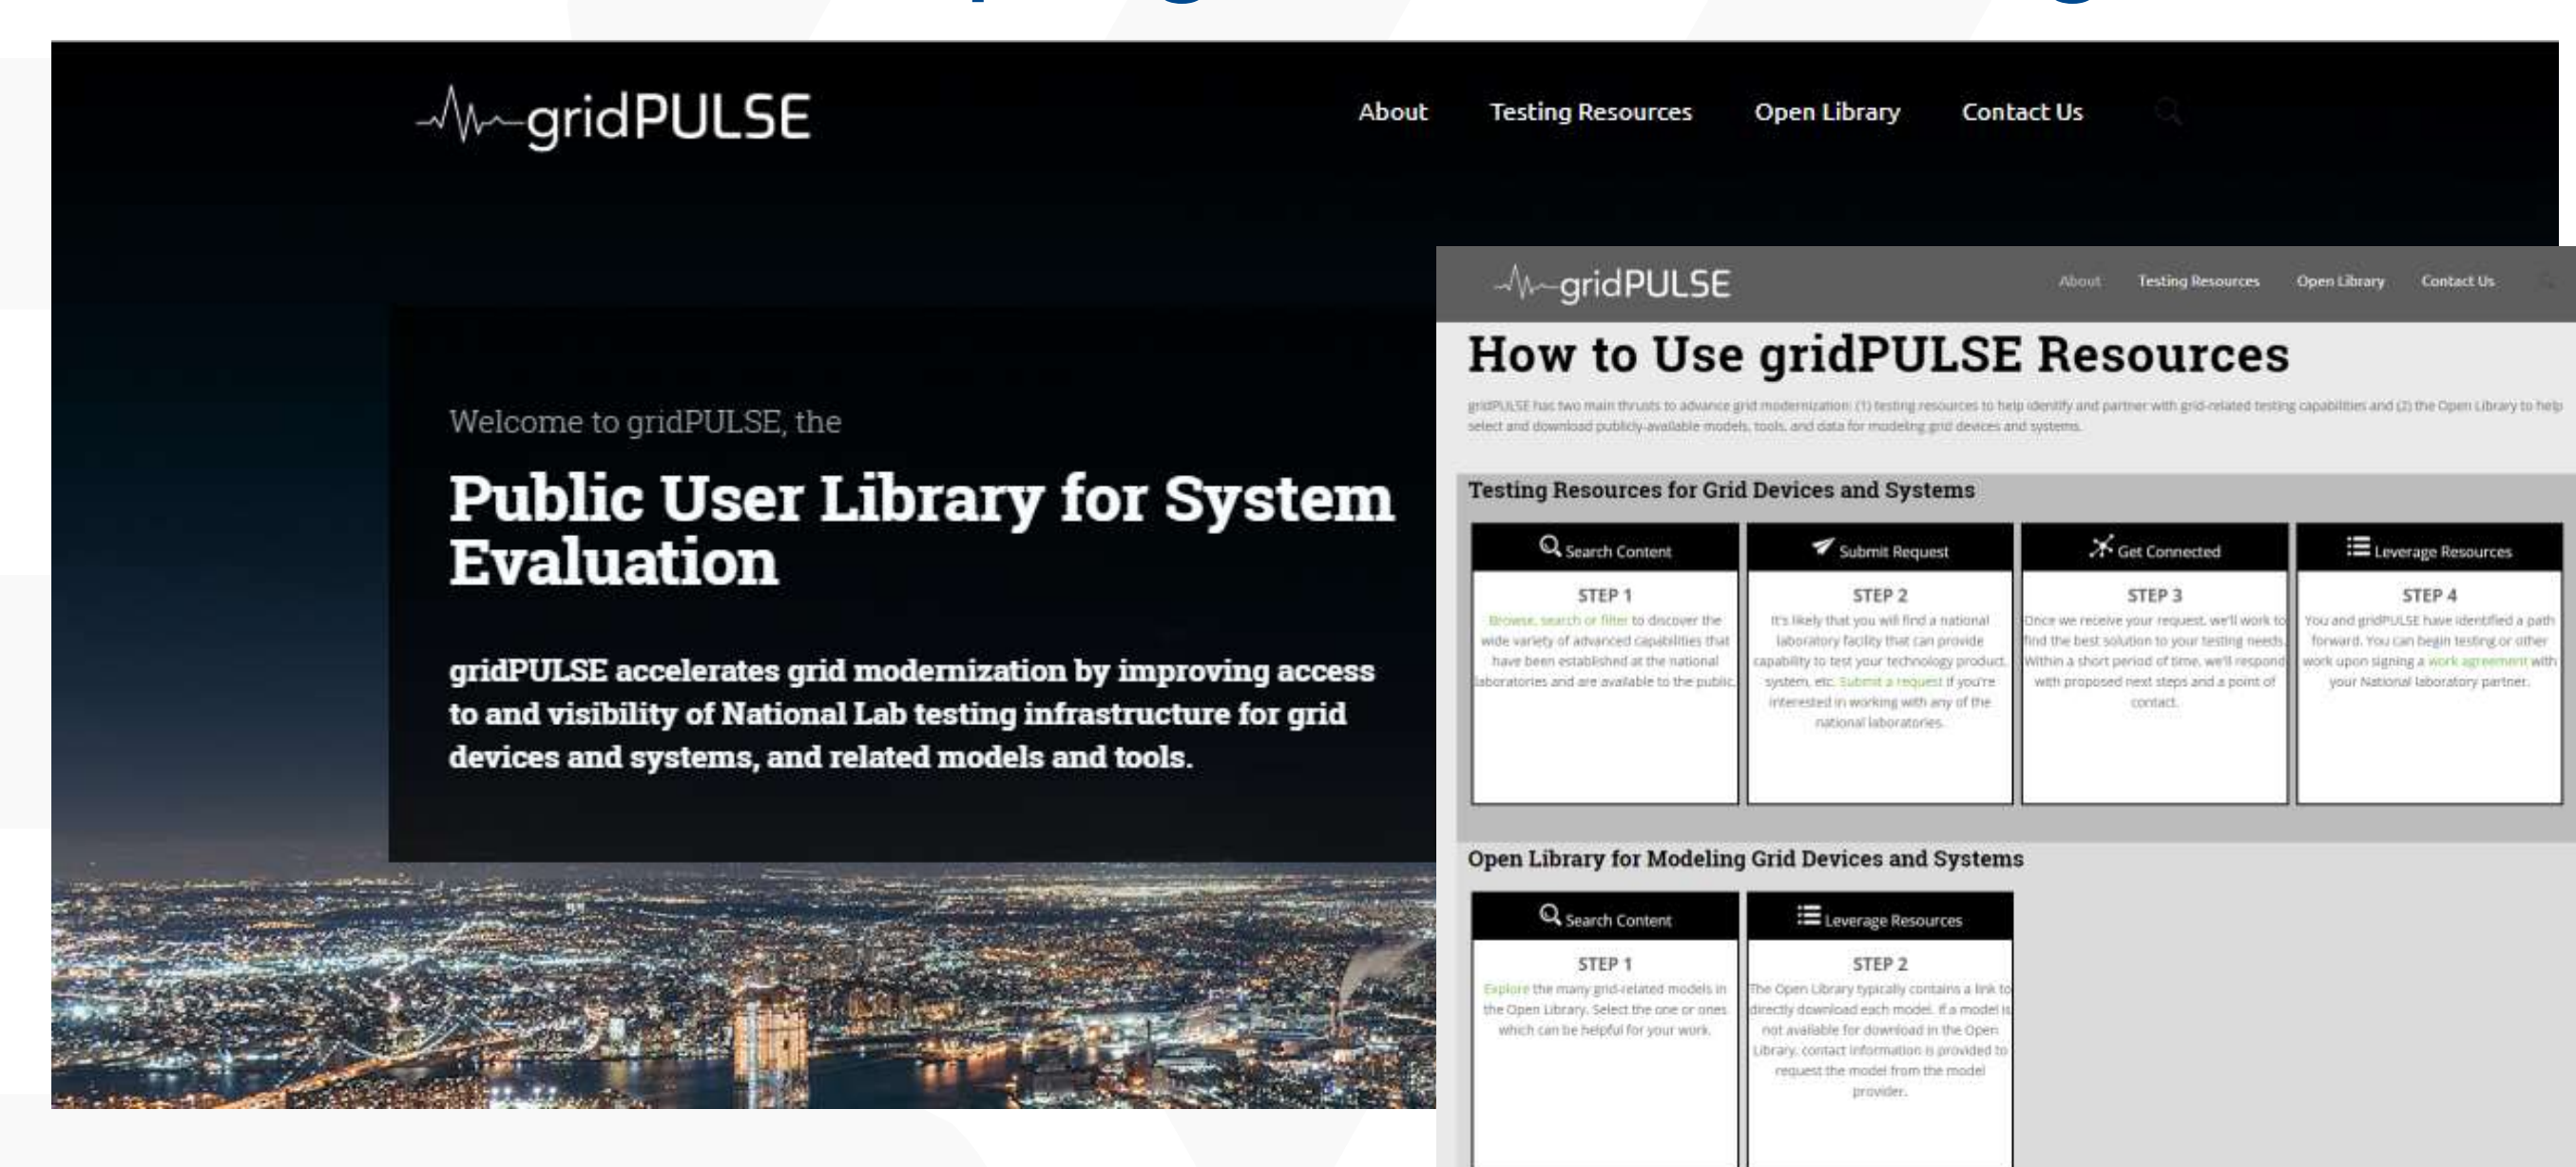 gridPULSE
About Testing Resources Open Library Contact Us
Welcome to gridPULSE, the
Public User Library for System
Evaluation
gridPULSE accelerates grid modernization by improving access
to and visibility of National Lab testing infrastructure for grid
devices and systems, and related models and tools.
gridPULSE
About Testing Resources Open Library Contact Us
How to Use gridPULSE Resources
gridPULSE has two main thrusts to advance grid modernization: (1) testing resources to help identify and partner with grid-related testing capabilities and (2) the Open Library to help
select and download publicly-available models, tools, and data for modeling grid devices and systems.
Testing Resources for Grid Devices and Systems
Search Content
STEP 1
Browse, search or filter to discover the
wide variety of advanced capabilities that
have been established at the national
laboratories and are available to the public.
Submit Request
STEP 2
It's likely that you will find a national
laboratory facility that can provide
capability to test your technology product,
system, etc. Submit a request if you're
interested in working with any of the
national laboratories.
Get Connected
STEP 3
Once we receive your request, we'll work to
find the best solution to your testing needs.
Within a short period of time, we'll respond
with proposed next steps and a point of
contact.
Leverage Resources
STEP 4
You and gridPULSE have identified a path
forward. You can begin testing or other
work upon signing a work agreement with
your National laboratory partner.
Open Library for Modeling Grid Devices and Systems
Search Content
STEP 1
Explore the many grid-related models in
the Open Library. Select the one or ones
which can be helpful for your work.
Leverage Resources
STEP 2
The Open Library typically contains a link to
directly download each model. If a model is
not available for download in the Open
Library, contact information is provided to
request the model from the model
provider.